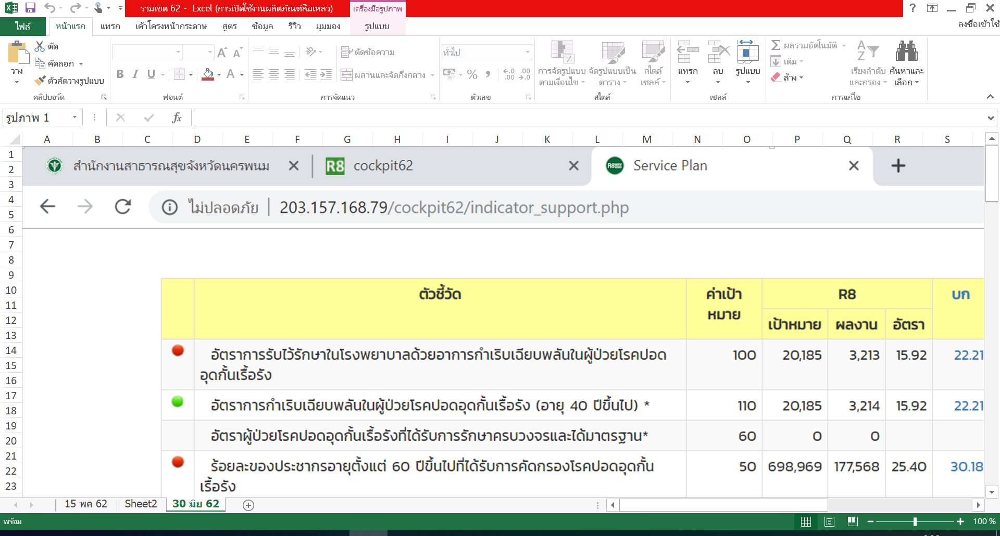 รวมเขต 62 - Excel (การเปิดใช้งานผลิตภัณฑ์ล้มเหลว)
เครื่องมือรูปภาพ
ลงชื่อเข้าใช้
ไฟล์ หน้าแรก แทรก เค้าโครงหน้ากระดาษ สูตร ข้อมูล รีวิว มุมมอง รูปแบบ
วาง
ตัด
คัดลอก
ตัวคัดวางรูปแบบ
คลิปบอร์ด
B I U
A A A
ฟอนต์
ตัดข้อความ
ผสานและจัดกึ่งกลาง
การจัดแนว
ทั่วไป
% , .0 .00 .00 .0
ตัวเลข
การจัดรูปแบบ
ตามเงื่อนไข
จัดรูปแบบเป็น
ตาราง
สไตล์
เซลล์
สไตล์
แทรก
ลบ
รูปแบบ
เซลล์
ผลรวมอัตโนมัติ
เติม
ล้าง
เรียงลำดับ
และกรอง
ค้นหาและ
เลือก
การแก้ไข
รูปภาพ 1 fx
A B C D E F G H I J K L M N O P Q R S
1
2
3
4
5
6
7
8
9
10
11
12
13
14
15
16
17
18
19
20
21
22
23
สำนักงานสาธารณสุขจังหวัดนครพนม
R8 cockpit62
Service Plan
ไม่ปลอดภัย | 203.157.168.79/cockpit62/indicator_support.php
ตัวชี้วัด ค่าเป้า R8 บก
หมาย
เป้าหมาย ผลงาน อัตรา
อัตราการรับไว้รักษาในโรงพยาบาลด้วยอาการกำเริบเฉียบพลันในผู้ป่วยโรคปอด 100 20,185 3,213 15.92 22.21
อุดกั้นเรื้อรัง
อัตราการกำเริบเฉียบพลันในผู้ป่วยโรคปอดอุดกั้นเรื้อรัง (อายุ 40 ปีขึ้นไป) * 110 20,185 3,214 15.92 22.21
อัตราผู้ป่วยโรคปอดอุดกั้นเรื้อรังที่ได้รับการรักษาครบวงจรและได้มาตรฐาน* 60 0 0
ร้อยละของประชากรอายุตั้งแต่ 60 ปีขึ้นไปที่ได้รับการคัดกรองโรคปอดอุดกั้น 50 698,969 177,568 25.40 30.18
เรื้อรัง
15 พค 62 Sheet2 30 มิย 62
พร้อม
100 %